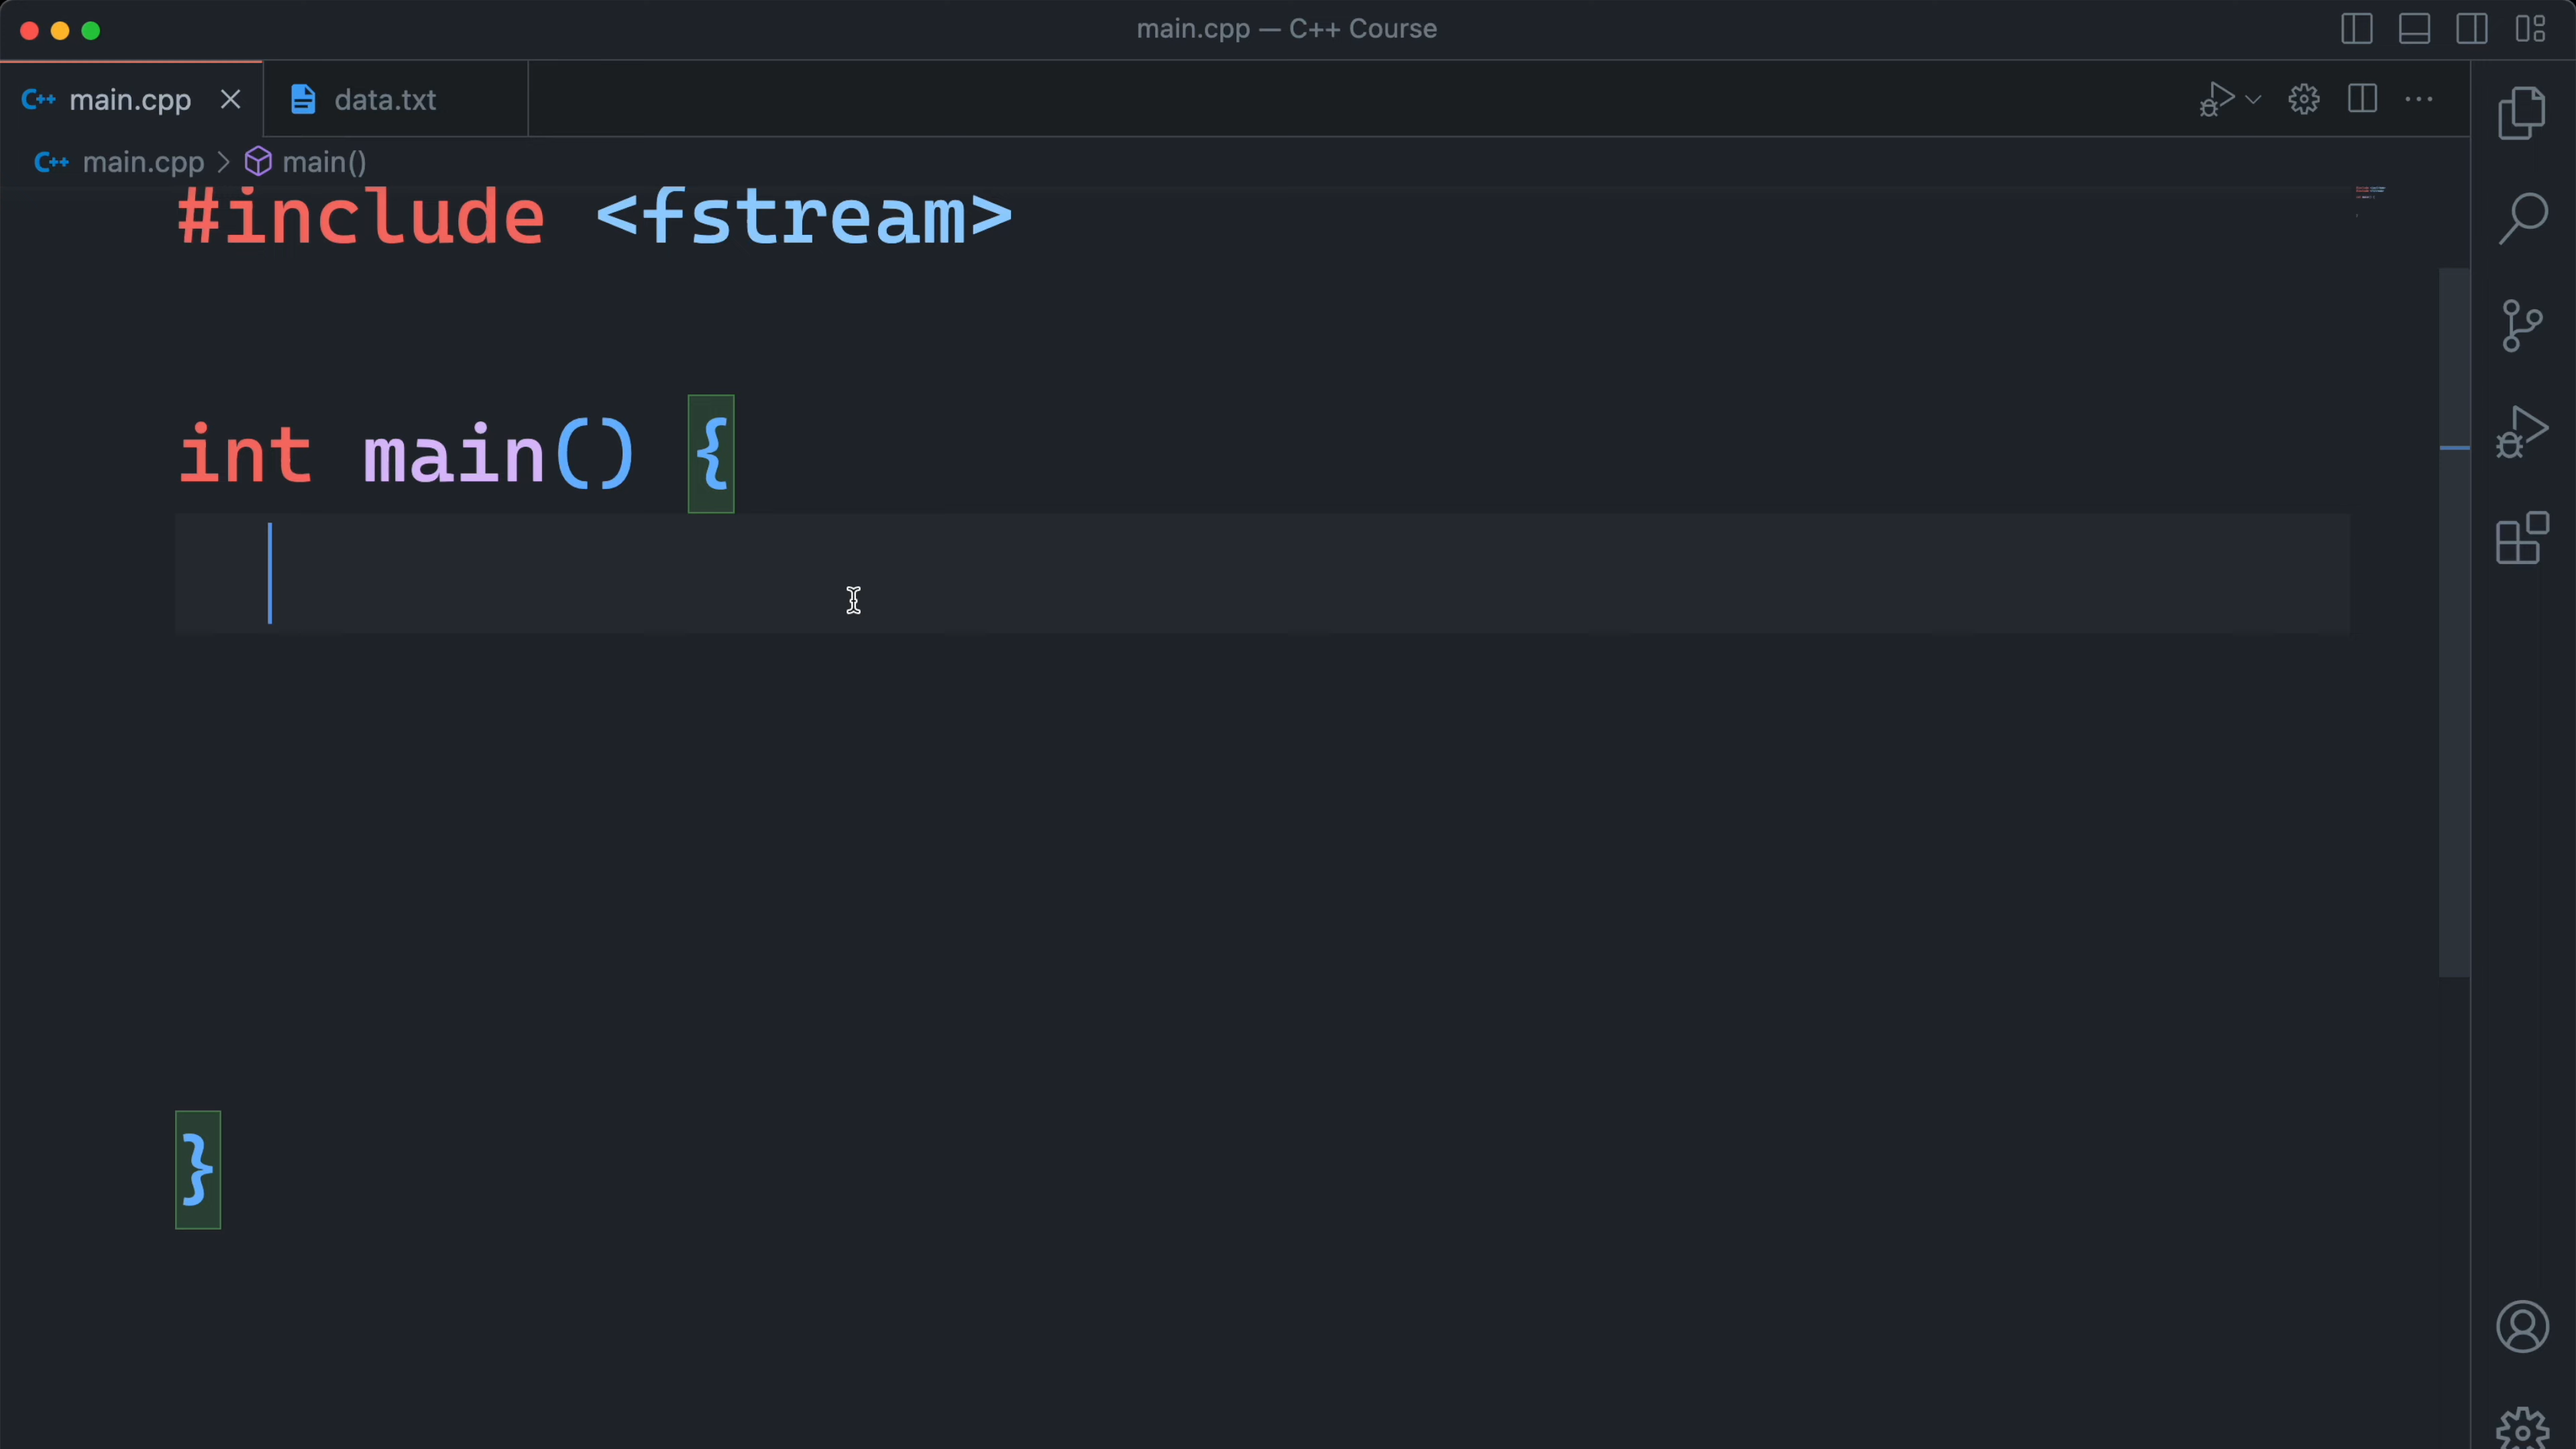 main.cpp — C++ Course
C++ main.cpp data.txt
C++ main.cpp main()
#include <fstream>
int main() {
}